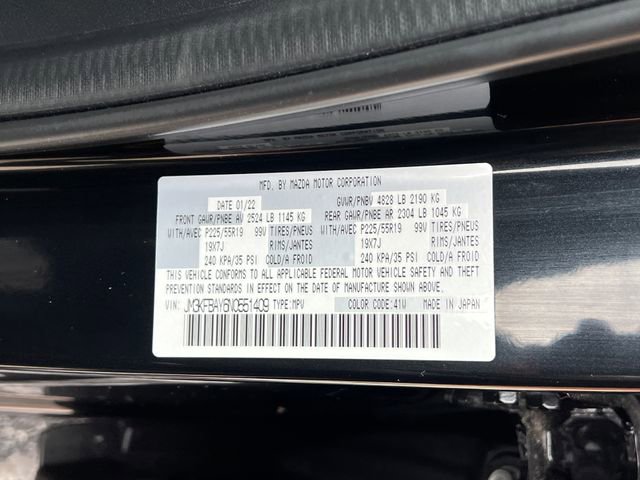 MFD. BY MAZDA MOTOR CORPORATION
DATE 01/22 GVWR/PNBV 4828 LB 2190 KG
FRONT GAWR/PNBE AV 2524 LB 1145 KG REAR GAWR/PNBE AR 2304 LB 1045 KG
WITH/AVEC P225/55R19 99V TIRES/PNEUS WITH/AVEC P225/55R19 99V TIRES/PNEUS
19X7J RIMS/JANTES 19X7J RIMS/JANTES
240 KPA/35 PSI COLD/A FROID 240 KPA/35 PSI COLD/A FROID
THIS VEHICLE CONFORMS TO ALL APPLICABLE FEDERAL MOTOR VEHICLE SAFETY & THEFT
PREVENTION STANDARDS IN EFFECT ON THE DATE OF MANUFACTURE SHOWN ABOVE.
VIN: JM3KFBAY6N0551409 TYPE:MPV COLOR CODE:41W MADE IN JAPAN